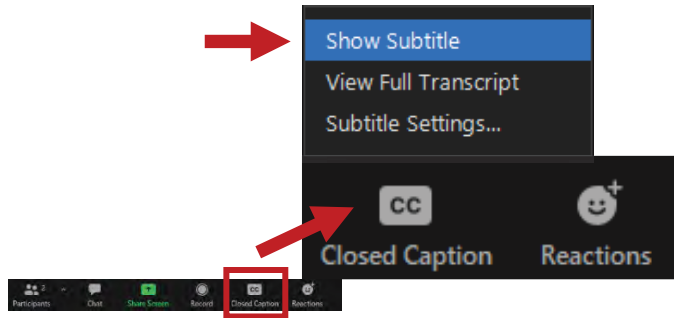 Show Subtitle
View Full Transcript
Subtitle Settings...
CC
Closed Caption Reactions
2
CC
Participants Chat Share Screen Record Closed Caption Reactions